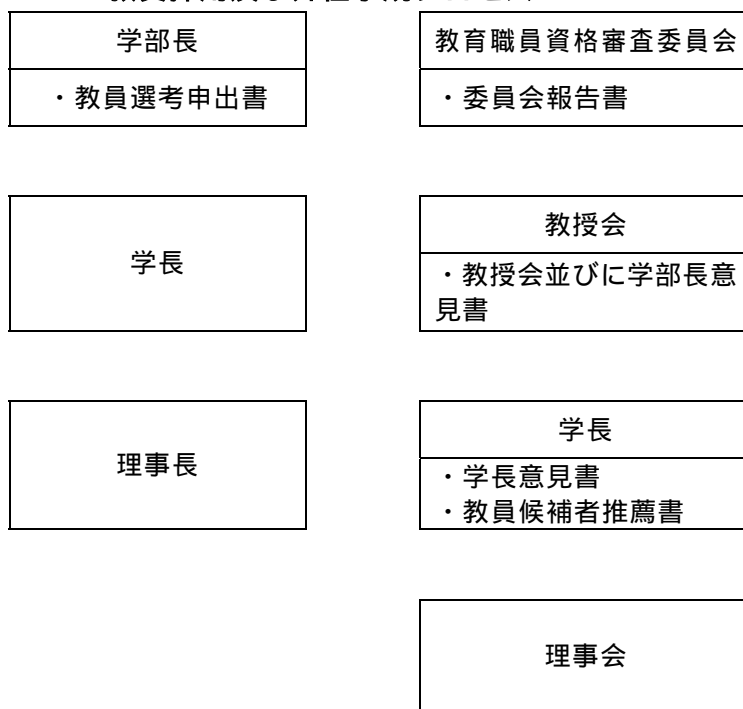 学部長
・教員選考申出書
教育職員資格審査委員会
・委員会報告書
学長
教授会
・教授会並びに学部長意
見書
理事長
学長
・学長意見書
・教員候補者推薦書
理事会